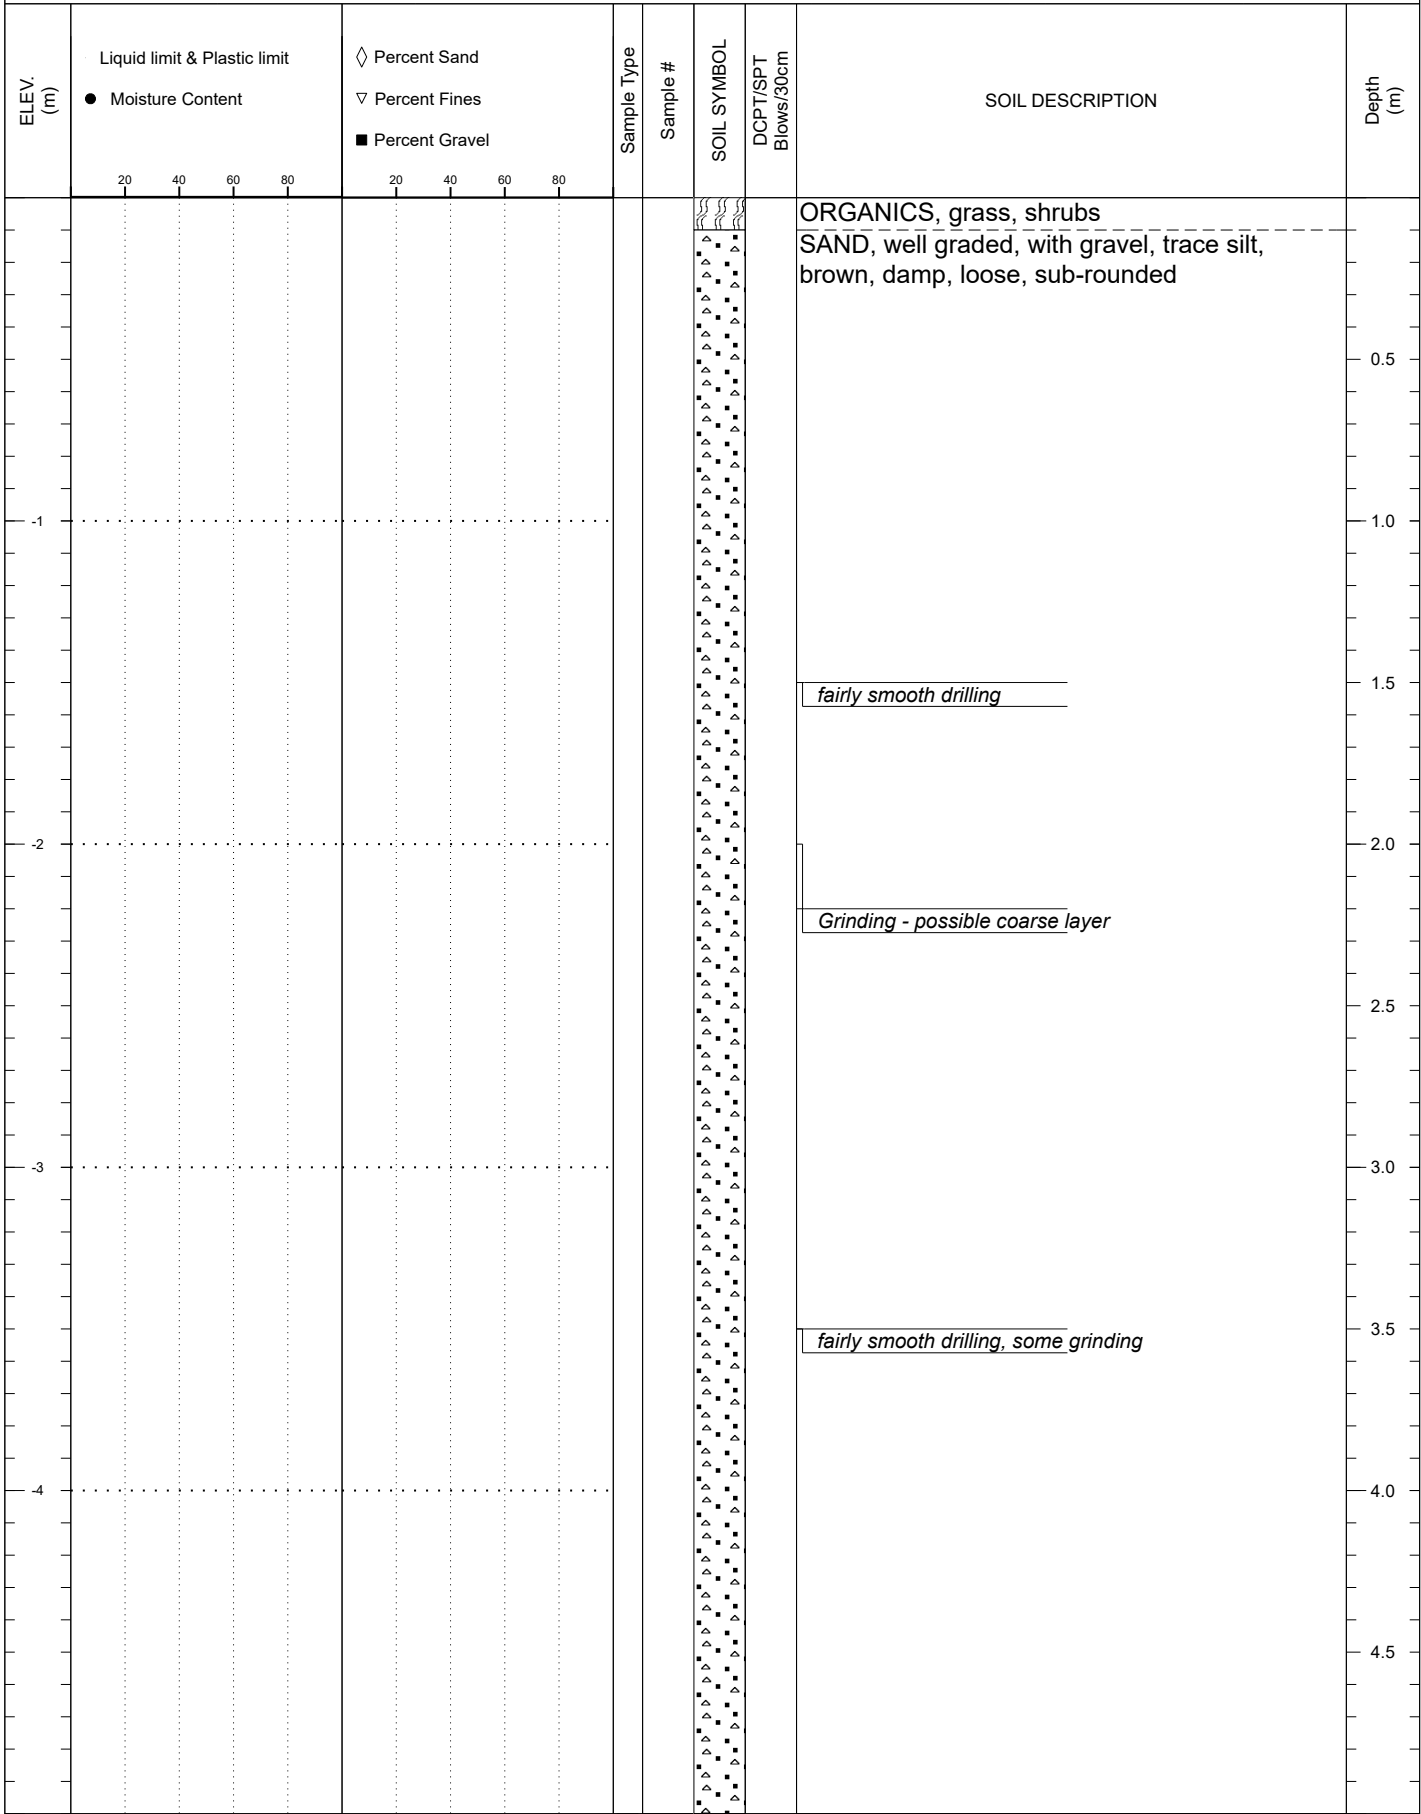 ELEV.
(m)
Liquid limit & Plastic limit
● Moisture Content
◊ Percent Sand
▽ Percent Fines
■ Percent Gravel
Sample Type
Sample #
SOIL SYMBOL
DCPT/SPT
Blows/30cm
SOIL DESCRIPTION
Depth
(m)
20 40 60 80 20 40 60 80
ORGANICS, grass, shrubs
SAND, well graded, with gravel, trace silt,
brown, damp, loose, sub-rounded
0.5
-1 1.0
1.5
fairly smooth drilling
-2 2.0
Grinding - possible coarse layer
2.5
-3 3.0
3.5
fairly smooth drilling, some grinding
-4 4.0
4.5